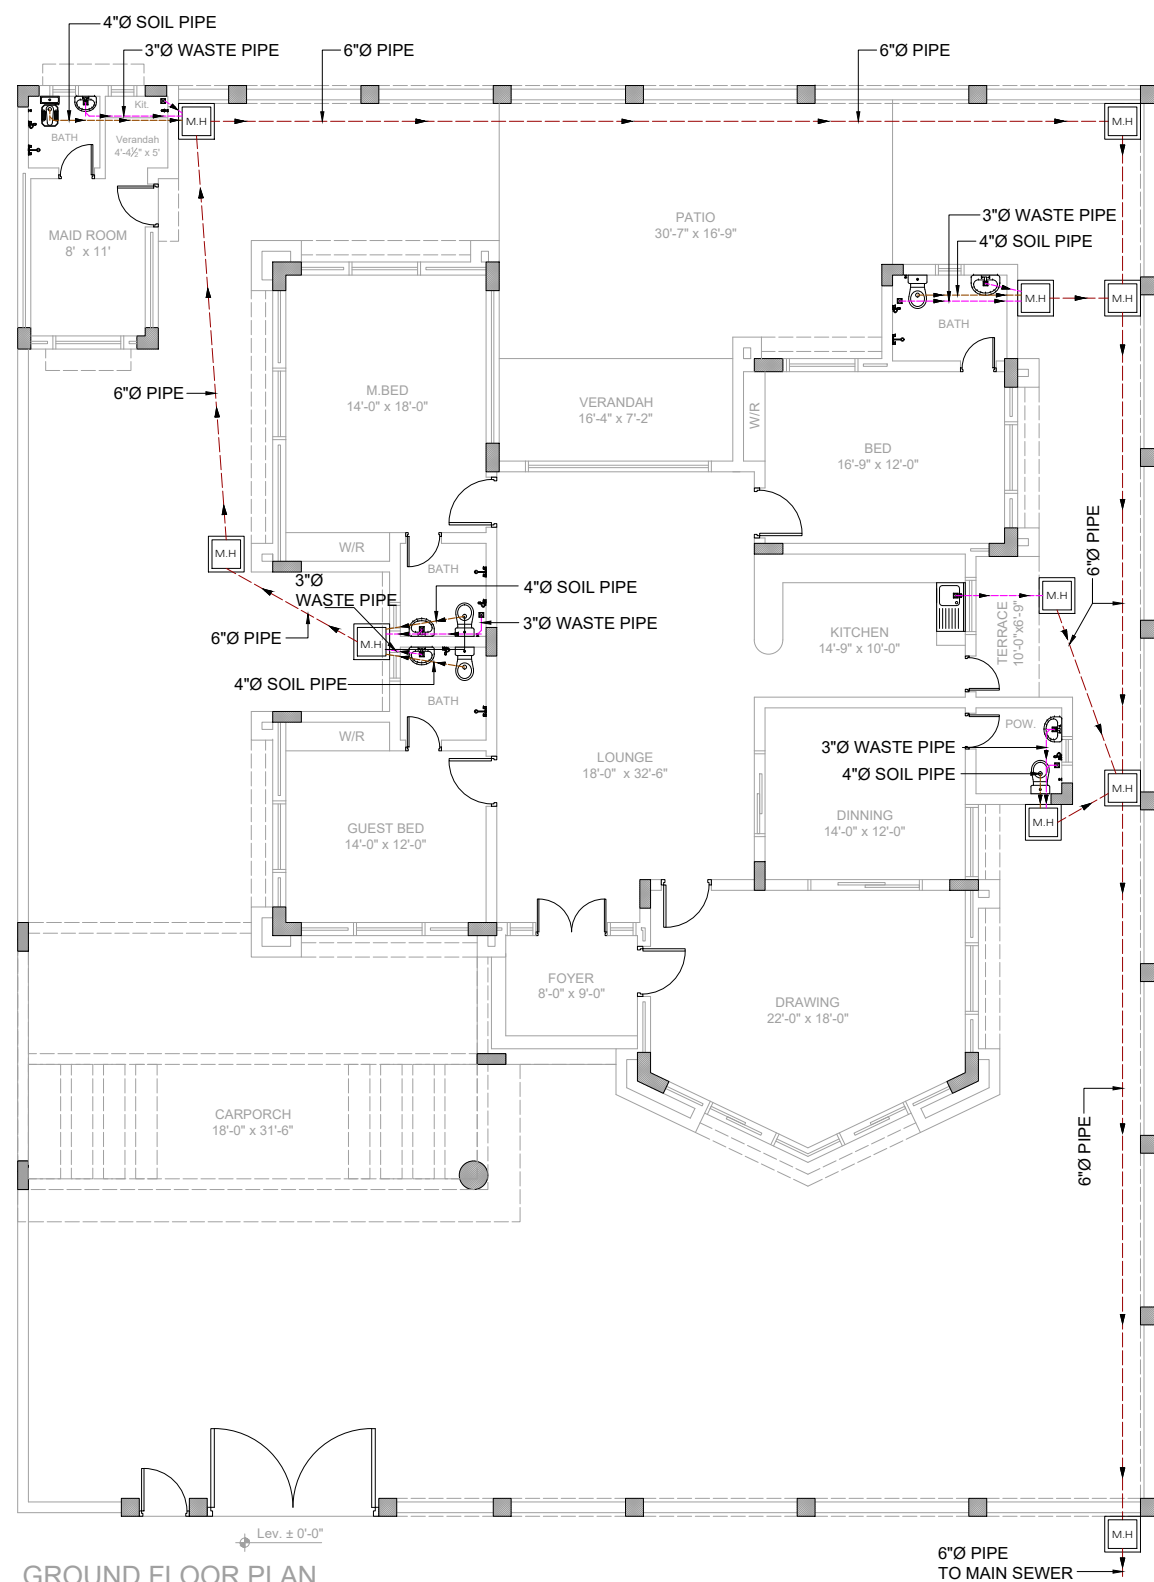 4"Ø SOIL PIPE
3"Ø WASTE PIPE
6"Ø PIPE
6"Ø PIPE
Kit.
M.H
M.H
BATH
Verandah
4'-4½" x 5'
MAID ROOM
8' x 11'
PATIO
30'-7" x 16'-9"
3"Ø WASTE PIPE
4"Ø SOIL PIPE
M.H
M.H
BATH
6"Ø PIPE
M.BED
14'-0" x 18'-0"
VERANDAH
16'-4" x 7'-2"
W/R
BED
16'-9" x 12'-0"
M.H
W/R
BATH
3"Ø
WASTE PIPE
4"Ø SOIL PIPE
3"Ø WASTE PIPE
6"Ø PIPE
M.H
4"Ø SOIL PIPE
BATH
W/R
KITCHEN
14'-9" x 10'-0"
TERRACE
10'-0"x6'-9"
M.H
6"Ø PIPE
POW.
3"Ø WASTE PIPE
4"Ø SOIL PIPE
M.H
M.H
LOUNGE
18'-0" x 32'-6"
GUEST BED
14'-0" x 12'-0"
DINNING
14'-0" x 12'-0"
FOYER
8'-0" x 9'-0"
DRAWING
22'-0" x 18'-0"
CARPORCH
18'-0" x 31'-6"
6"Ø PIPE
Lev. ± 0'-0"
M.H
6"Ø PIPE
TO MAIN SEWER
GROUND FLOOR PLAN